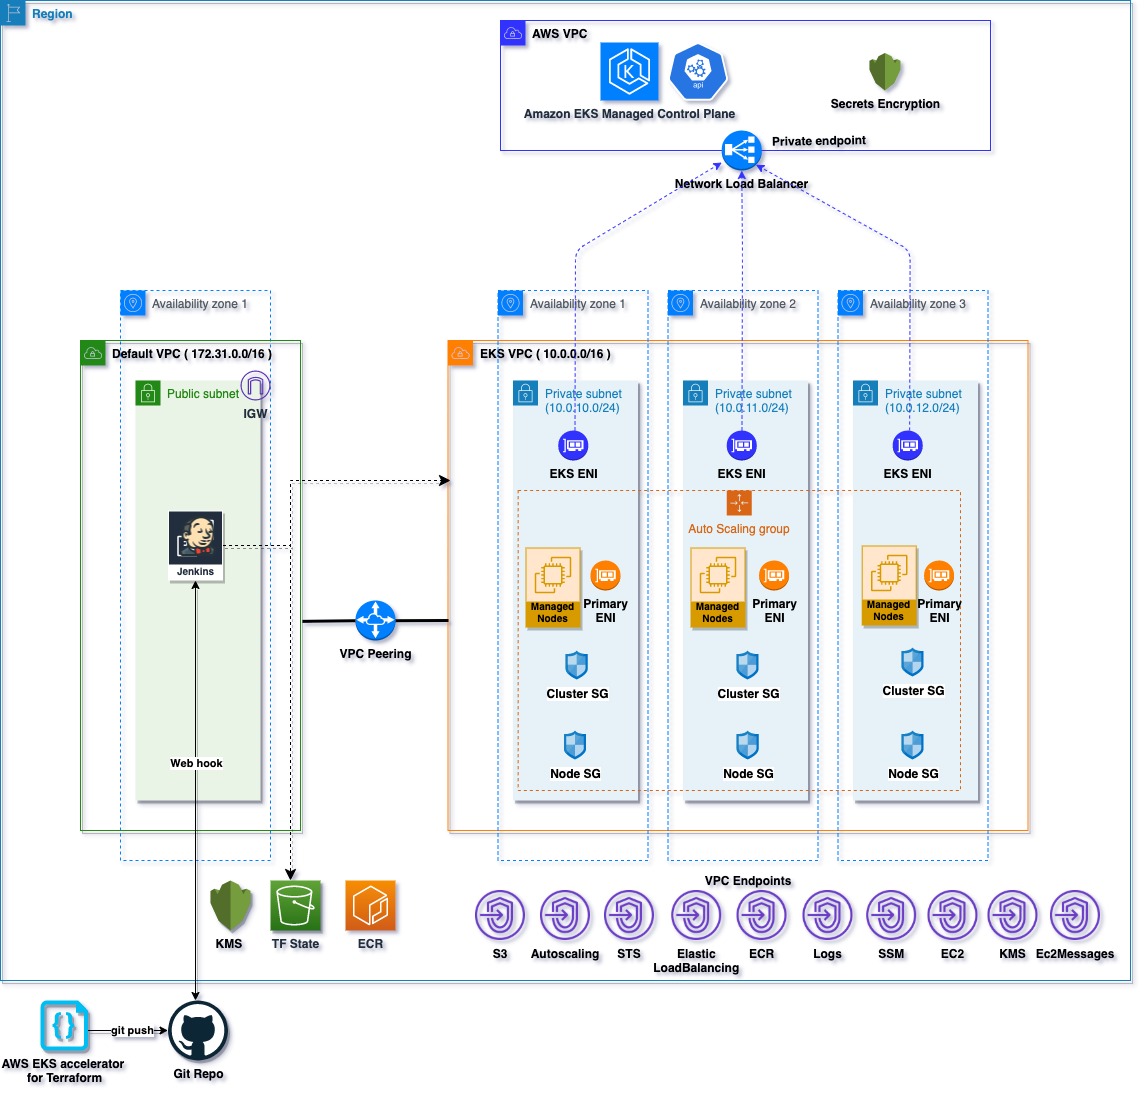 Region
AWS VPC
api
Amazon EKS Managed Control Plane
Secrets Encryption
Private endpoint
Network Load Balancer
Availability zone 1
Availability zone 1
Availability zone 2
Availability zone 3
Default VPC ( 172.31.0.0/16 )
EKS VPC ( 10.0.0.0/16 )
Public subnet
IGW
Private subnet
(10.0.10.0/24)
Private subnet
(10.0.11.0/24)
Private subnet
(10.0.12.0/24)
EKS ENI
EKS ENI
EKS ENI
Auto Scaling group
Jenkins
Managed
Nodes
Primary
ENI
Managed
Nodes
Primary
ENI
Managed
Nodes
Primary
ENI
VPC Peering
Cluster SG
Cluster SG
Cluster SG
Web hook
Node SG
Node SG
Node SG
KMS
TF State
ECR
VPC Endpoints
S3
Autoscaling
STS
Elastic
LoadBalancing
ECR
Logs
SSM
EC2
KMS
Ec2Messages
AWS EKS accelerator
for Terraform
git push
Git Repo